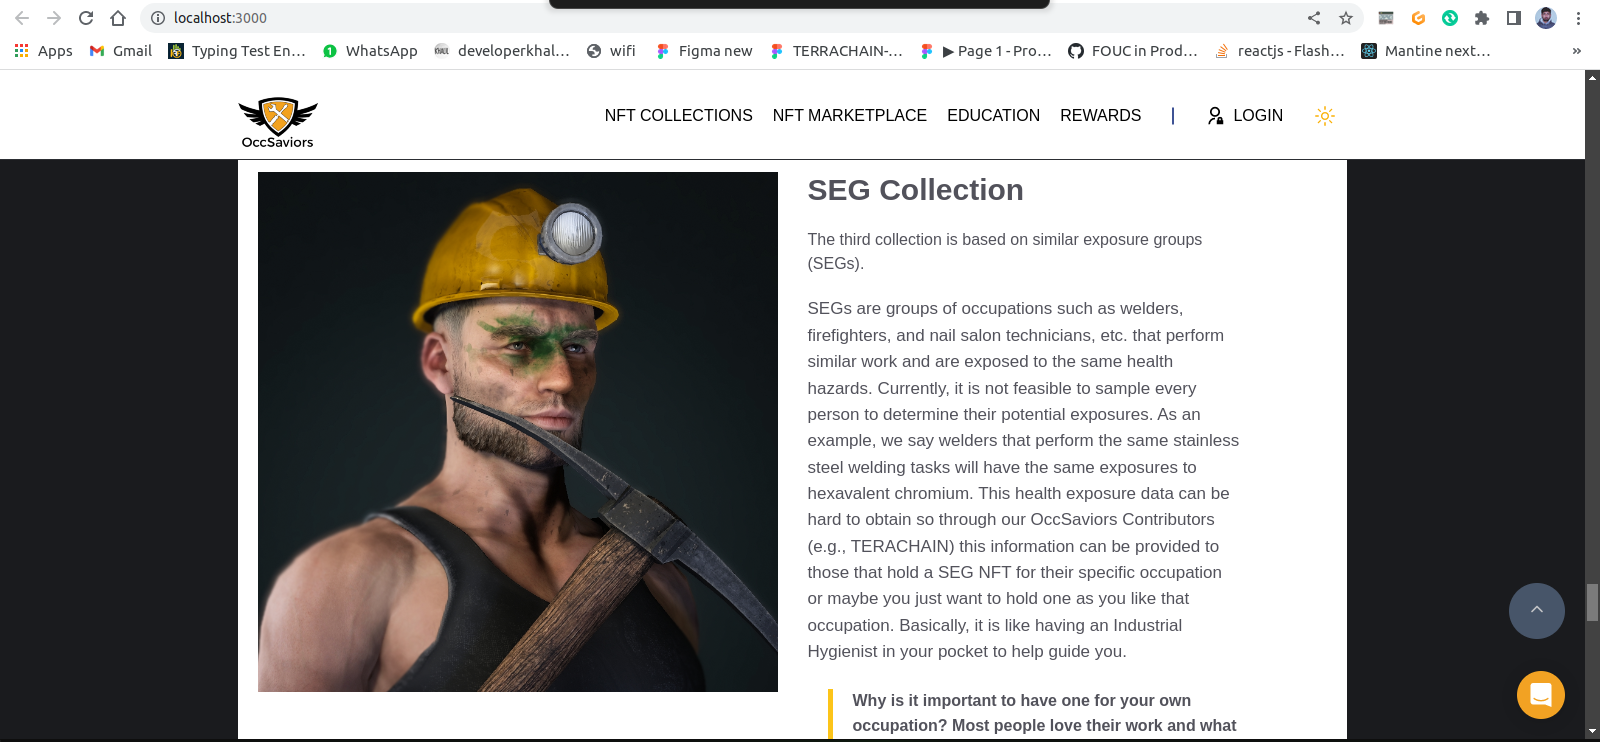 localhost:3000
Apps Gmail Typing Test En... WhatsApp developerkhal... wifi Figma new TERRACHAIN-... ▶ Page 1 - Pro... FOUC in Prod... reactjs - Flash... Mantine next... »
OccSaviors
NFT COLLECTIONS NFT MARKETPLACE EDUCATION REWARDS | LOGIN
SEG Collection
The third collection is based on similar exposure groups
(SEGs).
SEGs are groups of occupations such as welders,
firefighters, and nail salon technicians, etc. that perform
similar work and are exposed to the same health
hazards. Currently, it is not feasible to sample every
person to determine their potential exposures. As an
example, we say welders that perform the same stainless
steel welding tasks will have the same exposures to
hexavalent chromium. This health exposure data can be
hard to obtain so through our OccSaviors Contributors
(e.g., TERACHAIN) this information can be provided to
those that hold a SEG NFT for their specific occupation
or maybe you just want to hold one as you like that
occupation. Basically, it is like having an Industrial
Hygienist in your pocket to help guide you.
Why is it important to have one for your own
occupation? Most people love their work and what